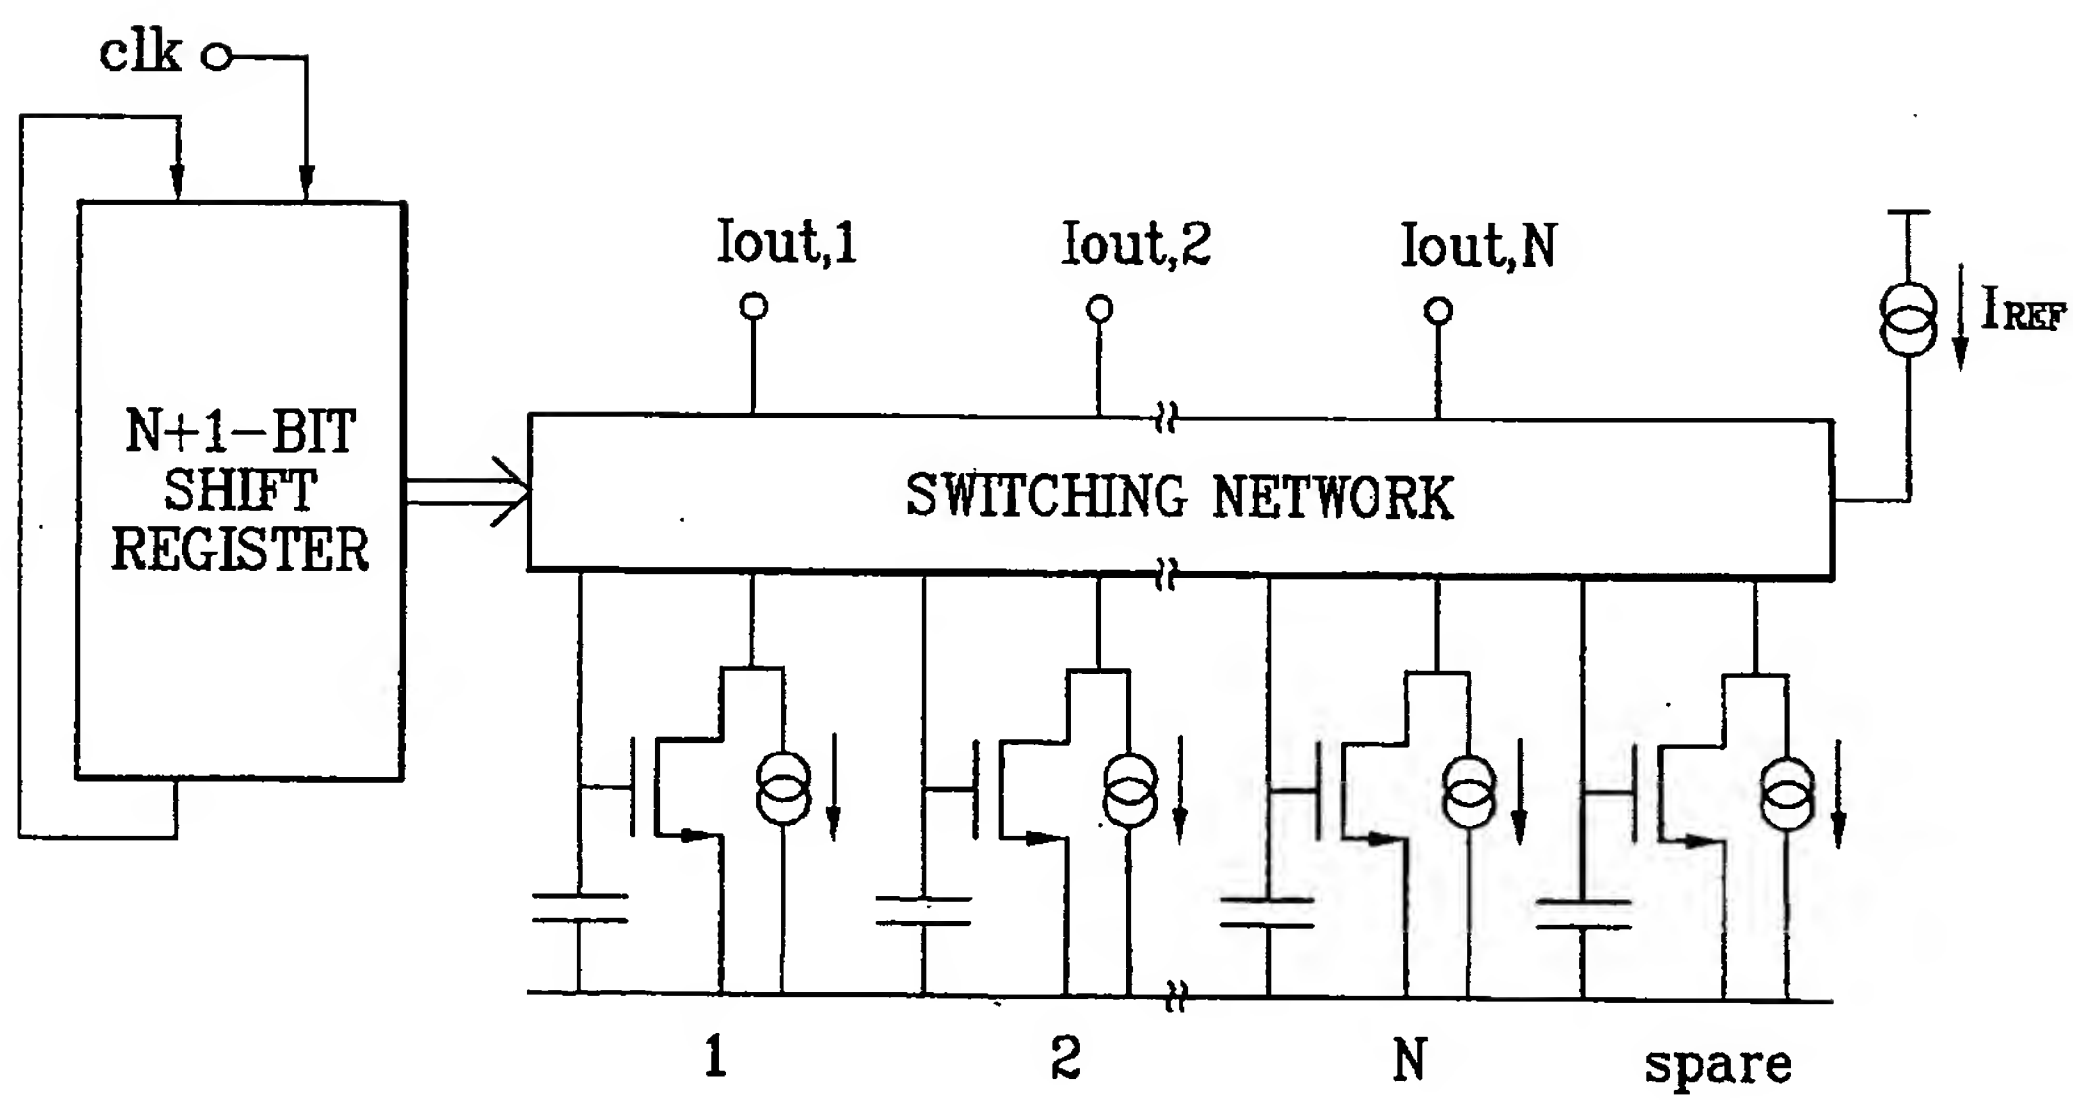 clk
Iout,1 Iout,2 Iout,N
IREF
N+1-BIT
SHIFT
REGISTER
SWITCHING NETWORK
1 2 N spare